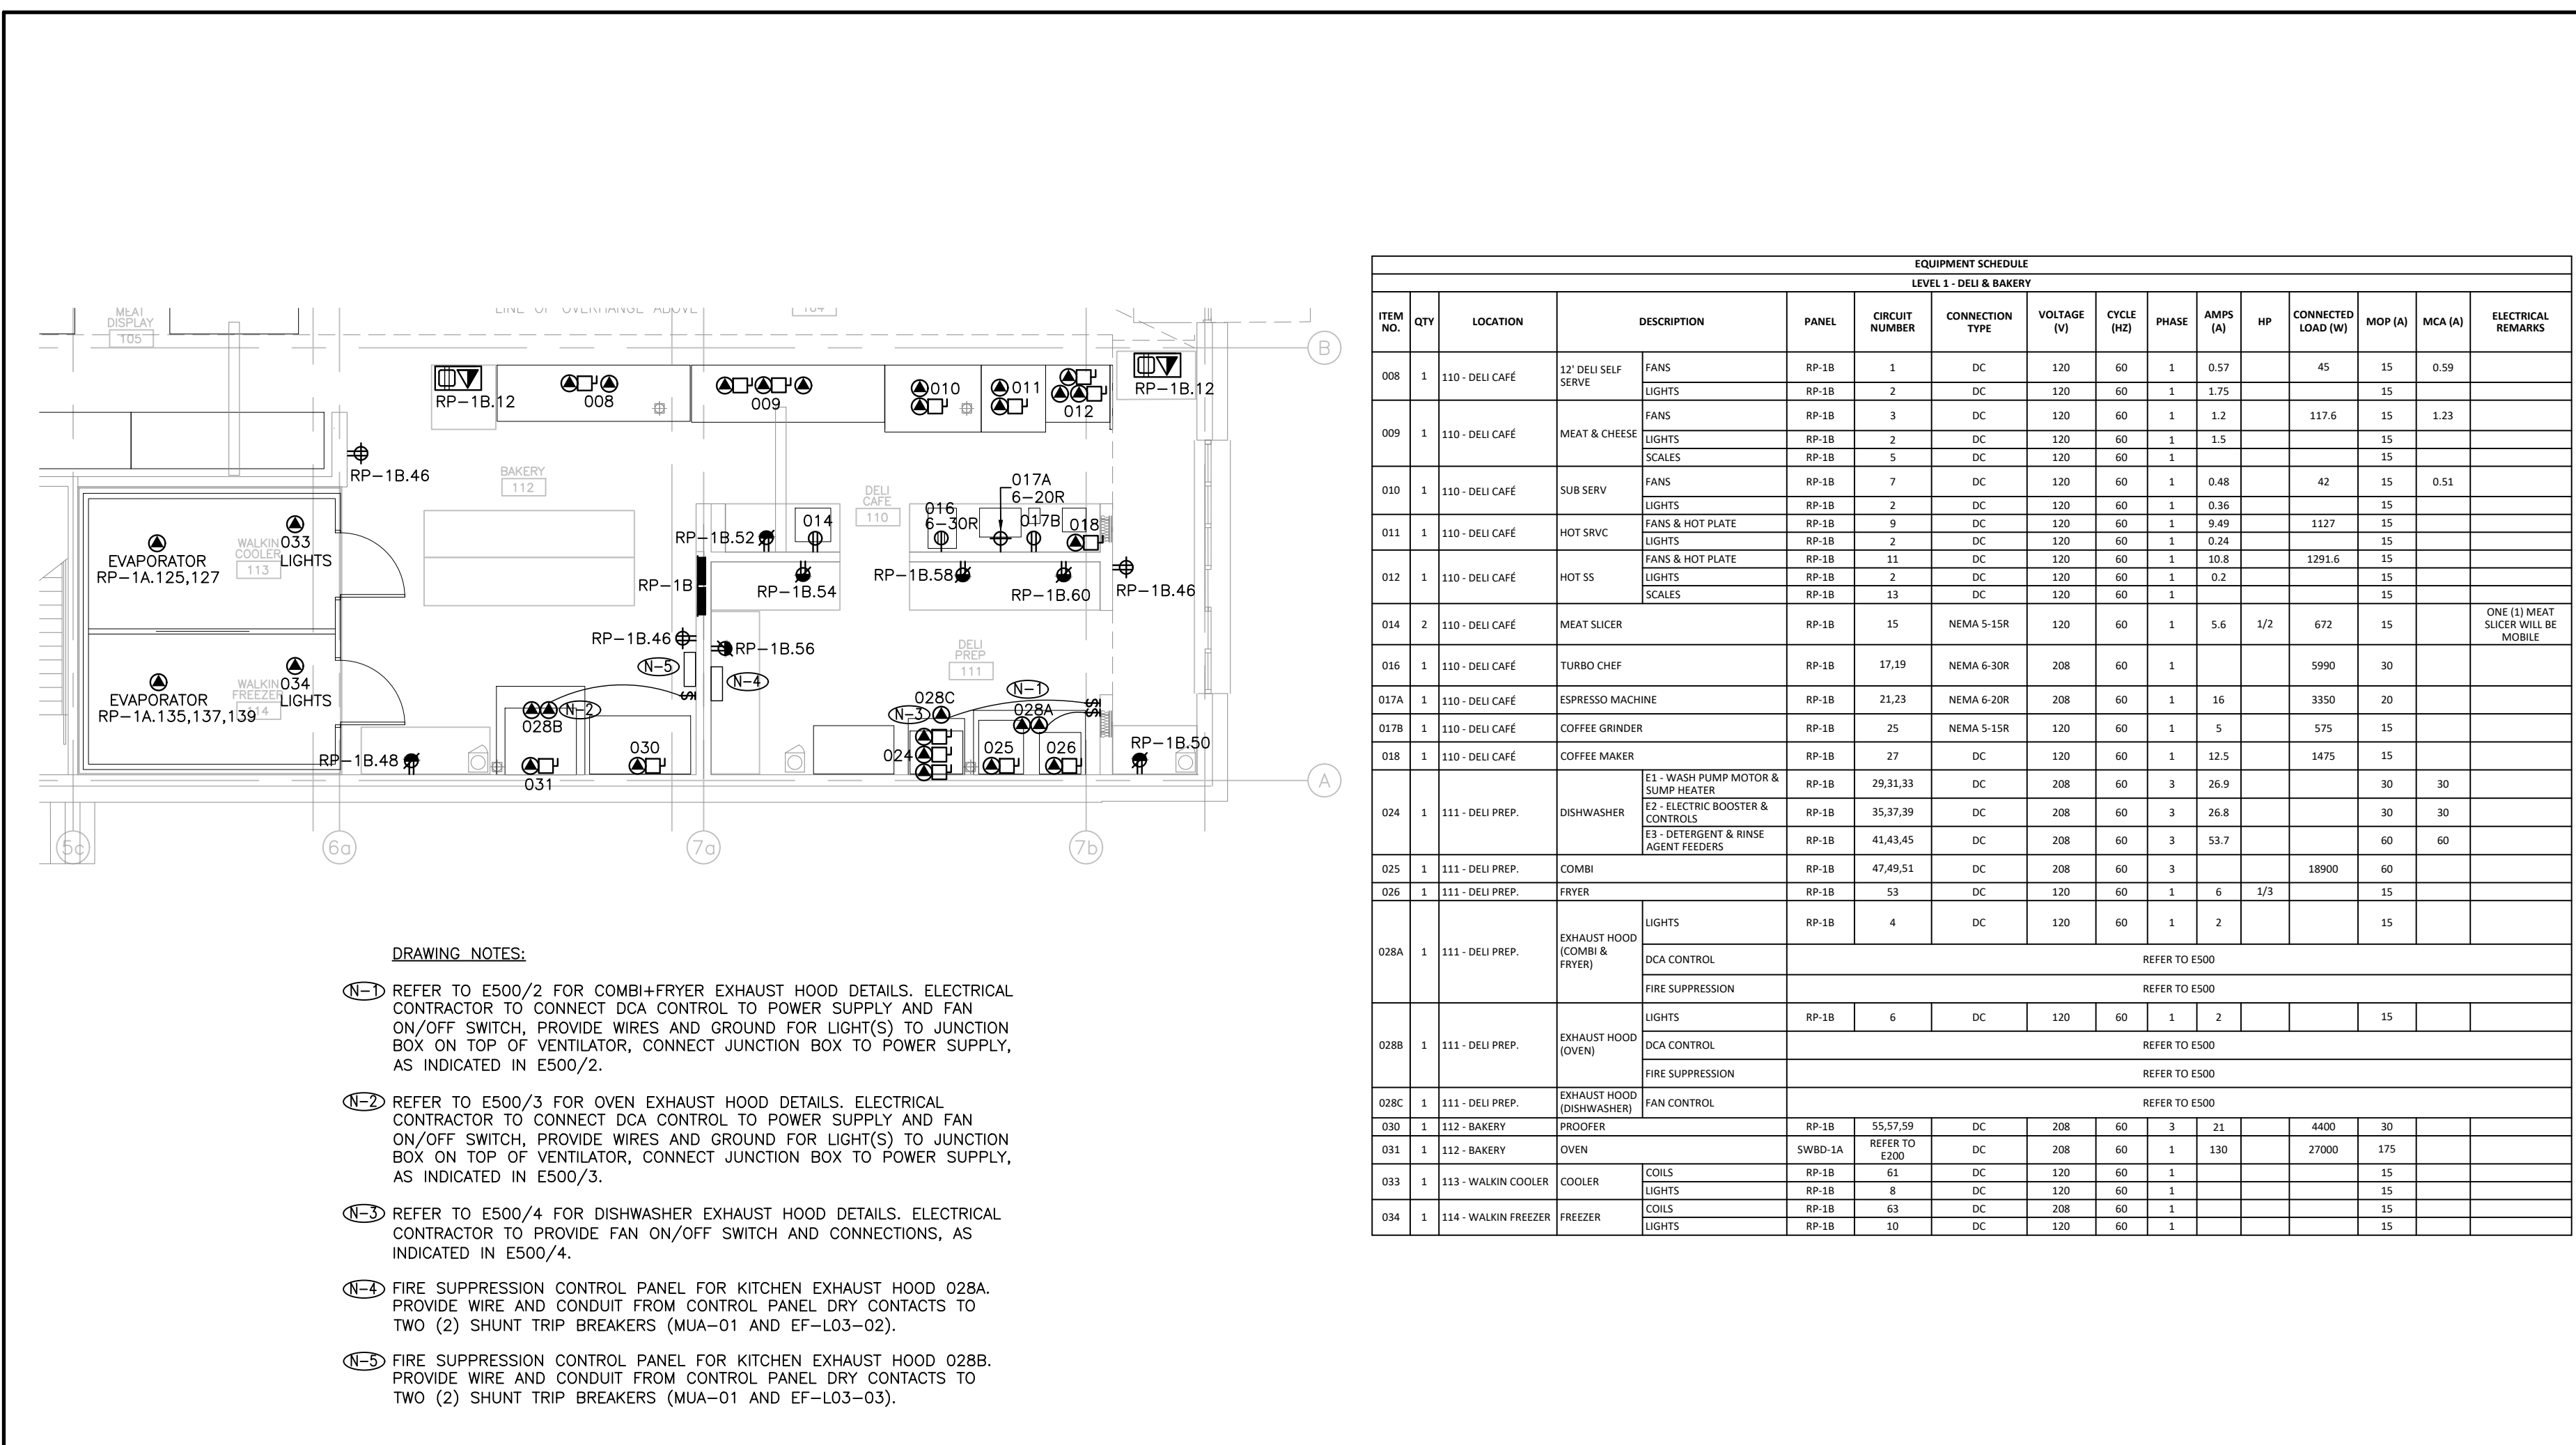 MEAT
DISPLAY
105
LINE OF OVERHANGE ABOVE
104
B
RP-1B.12
008
009
010
011
012
RP-1B.12
RP-1B.46
BAKERY
112
DELI
CAFE
110
017A
6-20R
016
6-30R
014
017B
018
RP-1B.52
EVAPORATOR
RP-1A.125,127
WALKIN
COOLER
113
033
LIGHTS
RP-1B
RP-1B.54
RP-1B.58
RP-1B.60
RP-1B.46
RP-1B.46
RP-1B.56
N-5
N-4
DELI
PREP
111
EVAPORATOR
RP-1A.135,137,139
WALKIN
FREEZER
114
034
LIGHTS
N-2
028B
028C
N-3
N-1
028A
024
025
026
030
031
RP-1B.48
RP-1B.50
A
5c
6a
7a
7b
DRAWING NOTES:
N-1 REFER TO E500/2 FOR COMBI+FRYER EXHAUST HOOD DETAILS. ELECTRICAL
CONTRACTOR TO CONNECT DCA CONTROL TO POWER SUPPLY AND FAN
ON/OFF SWITCH, PROVIDE WIRES AND GROUND FOR LIGHT(S) TO JUNCTION
BOX ON TOP OF VENTILATOR, CONNECT JUNCTION BOX TO POWER SUPPLY,
AS INDICATED IN E500/2.
N-2 REFER TO E500/3 FOR OVEN EXHAUST HOOD DETAILS. ELECTRICAL
CONTRACTOR TO CONNECT DCA CONTROL TO POWER SUPPLY AND FAN
ON/OFF SWITCH, PROVIDE WIRES AND GROUND FOR LIGHT(S) TO JUNCTION
BOX ON TOP OF VENTILATOR, CONNECT JUNCTION BOX TO POWER SUPPLY,
AS INDICATED IN E500/3.
N-3 REFER TO E500/4 FOR DISHWASHER EXHAUST HOOD DETAILS. ELECTRICAL
CONTRACTOR TO PROVIDE FAN ON/OFF SWITCH AND CONNECTIONS, AS
INDICATED IN E500/4.
N-4 FIRE SUPPRESSION CONTROL PANEL FOR KITCHEN EXHAUST HOOD 028A.
PROVIDE WIRE AND CONDUIT FROM CONTROL PANEL DRY CONTACTS TO
TWO (2) SHUNT TRIP BREAKERS (MUA-01 AND EF-L03-02).
N-5 FIRE SUPPRESSION CONTROL PANEL FOR KITCHEN EXHAUST HOOD 028B.
PROVIDE WIRE AND CONDUIT FROM CONTROL PANEL DRY CONTACTS TO
TWO (2) SHUNT TRIP BREAKERS (MUA-01 AND EF-L03-03).
EQUIPMENT SCHEDULE
LEVEL 1 - DELI & BAKERY
ITEM NO. QTY LOCATION DESCRIPTION PANEL CIRCUIT NUMBER CONNECTION TYPE VOLTAGE (V) CYCLE (HZ) PHASE AMPS (A) HP CONNECTED LOAD (W) MOP (A) MCA (A) ELECTRICAL REMARKS
008 1 110 - DELI CAFÉ 12' DELI SELF SERVE FANS RP-1B 1 DC 120 60 1 0.57 45 15 0.59
LIGHTS RP-1B 2 DC 120 60 1 1.75 15
009 1 110 - DELI CAFÉ MEAT & CHEESE FANS RP-1B 3 DC 120 60 1 1.2 117.6 15 1.23
LIGHTS RP-1B 2 DC 120 60 1 1.5 15
SCALES RP-1B 5 DC 120 60 1 15
010 1 110 - DELI CAFÉ SUB SERV FANS RP-1B 7 DC 120 60 1 0.48 42 15 0.51
LIGHTS RP-1B 2 DC 120 60 1 0.36 15
011 1 110 - DELI CAFÉ HOT SRVC FANS & HOT PLATE RP-1B 9 DC 120 60 1 9.49 1127 15
LIGHTS RP-1B 2 DC 120 60 1 0.24 15
012 1 110 - DELI CAFÉ HOT SS FANS & HOT PLATE RP-1B 11 DC 120 60 1 10.8 1291.6 15
LIGHTS RP-1B 2 DC 120 60 1 0.2 15
SCALES RP-1B 13 DC 120 60 1 15
014 2 110 - DELI CAFÉ MEAT SLICER RP-1B 15 NEMA 5-15R 120 60 1 5.6 1/2 672 15 ONE (1) MEAT SLICER WILL BE MOBILE
016 1 110 - DELI CAFÉ TURBO CHEF RP-1B 17,19 NEMA 6-30R 208 60 1 5990 30
017A 1 110 - DELI CAFÉ ESPRESSO MACHINE RP-1B 21,23 NEMA 6-20R 208 60 1 16 3350 20
017B 1 110 - DELI CAFÉ COFFEE GRINDER RP-1B 25 NEMA 5-15R 120 60 1 5 575 15
018 1 110 - DELI CAFÉ COFFEE MAKER RP-1B 27 DC 120 60 1 12.5 1475 15
024 1 111 - DELI PREP. DISHWASHER E1 - WASH PUMP MOTOR & SUMP HEATER RP-1B 29,31,33 DC 208 60 3 26.9 30 30
E2 - ELECTRIC BOOSTER & CONTROLS RP-1B 35,37,39 DC 208 60 3 26.8 30 30
E3 - DETERGENT & RINSE AGENT FEEDERS RP-1B 41,43,45 DC 208 60 3 53.7 60 60
025 1 111 - DELI PREP. COMBI RP-1B 47,49,51 DC 208 60 3 18900 60
026 1 111 - DELI PREP. FRYER RP-1B 53 DC 120 60 1 6 1/3 15
028A 1 111 - DELI PREP. EXHAUST HOOD (COMBI & FRYER) LIGHTS RP-1B 4 DC 120 60 1 2 15
DCA CONTROL REFER TO E500
FIRE SUPPRESSION REFER TO E500
028B 1 111 - DELI PREP. EXHAUST HOOD (OVEN) LIGHTS RP-1B 6 DC 120 60 1 2 15
DCA CONTROL REFER TO E500
FIRE SUPPRESSION REFER TO E500
028C 1 111 - DELI PREP. EXHAUST HOOD (DISHWASHER) FAN CONTROL REFER TO E500
030 1 112 - BAKERY PROOFER RP-1B 55,57,59 DC 208 60 3 21 4400 30
031 1 112 - BAKERY OVEN SWBD-1A REFER TO E200 DC 208 60 1 130 27000 175
033 1 113 - WALKIN COOLER COOLER COILS RP-1B 61 DC 120 60 1 15
LIGHTS RP-1B 8 DC 120 60 1 15
034 1 114 - WALKIN FREEZER FREEZER COILS RP-1B 63 DC 208 60 1 15
LIGHTS RP-1B 10 DC 120 60 1 15